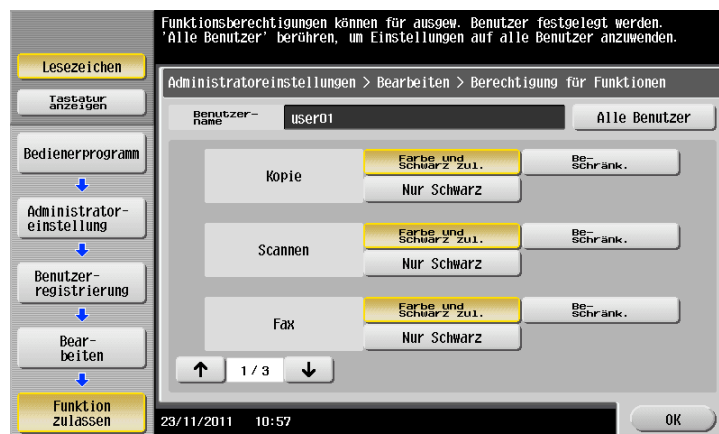 Funktionsberechtigungen können für ausgew. Benutzer festgelegt werden.
'Alle Benutzer' berühren, um Einstellungen auf alle Benutzer anzuwenden.
Lesezeichen
Tastatur
anzeigen
Bedienerprogramm
Administrator-
einstellung
Benutzer-
registrierung
Bear-
beiten
Funktion
zulassen
Administratoreinstellungen > Bearbeiten > Berechtigung für Funktionen
Benutzer-
name
user01
Alle Benutzer
Kopie
Farbe und
Schwarz zul.
Be-
schränk.
Nur Schwarz
Scannen
Farbe und
Schwarz zul.
Be-
schränk.
Nur Schwarz
Fax
Farbe und
Schwarz zul.
Be-
schränk.
Nur Schwarz
↑ 1/3 ↓
23/11/2011 10:57
OK